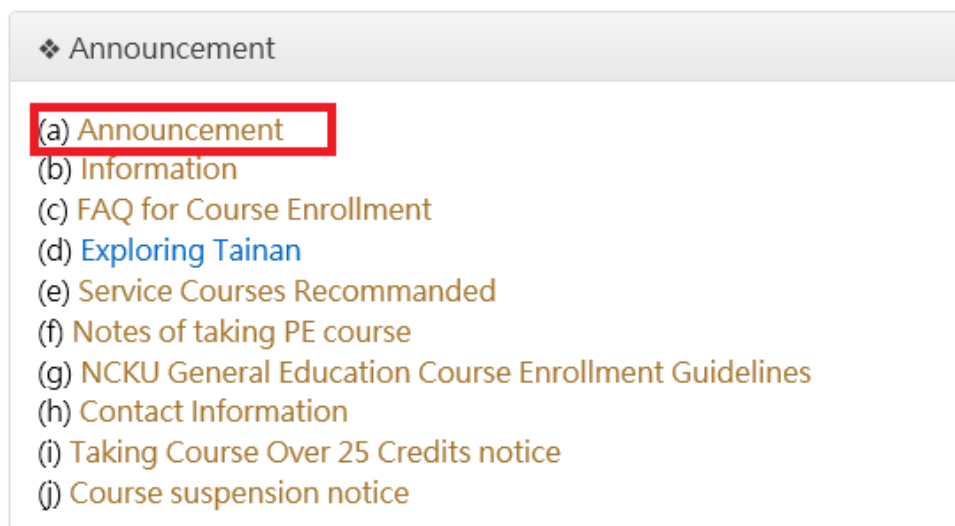 ❖ Announcement
(a) Announcement
(b) Information
(c) FAQ for Course Enrollment
(d) Exploring Tainan
(e) Service Courses Recommanded
(f) Notes of taking PE course
(g) NCKU General Education Course Enrollment Guidelines
(h) Contact Information
(i) Taking Course Over 25 Credits notice
(j) Course suspension notice